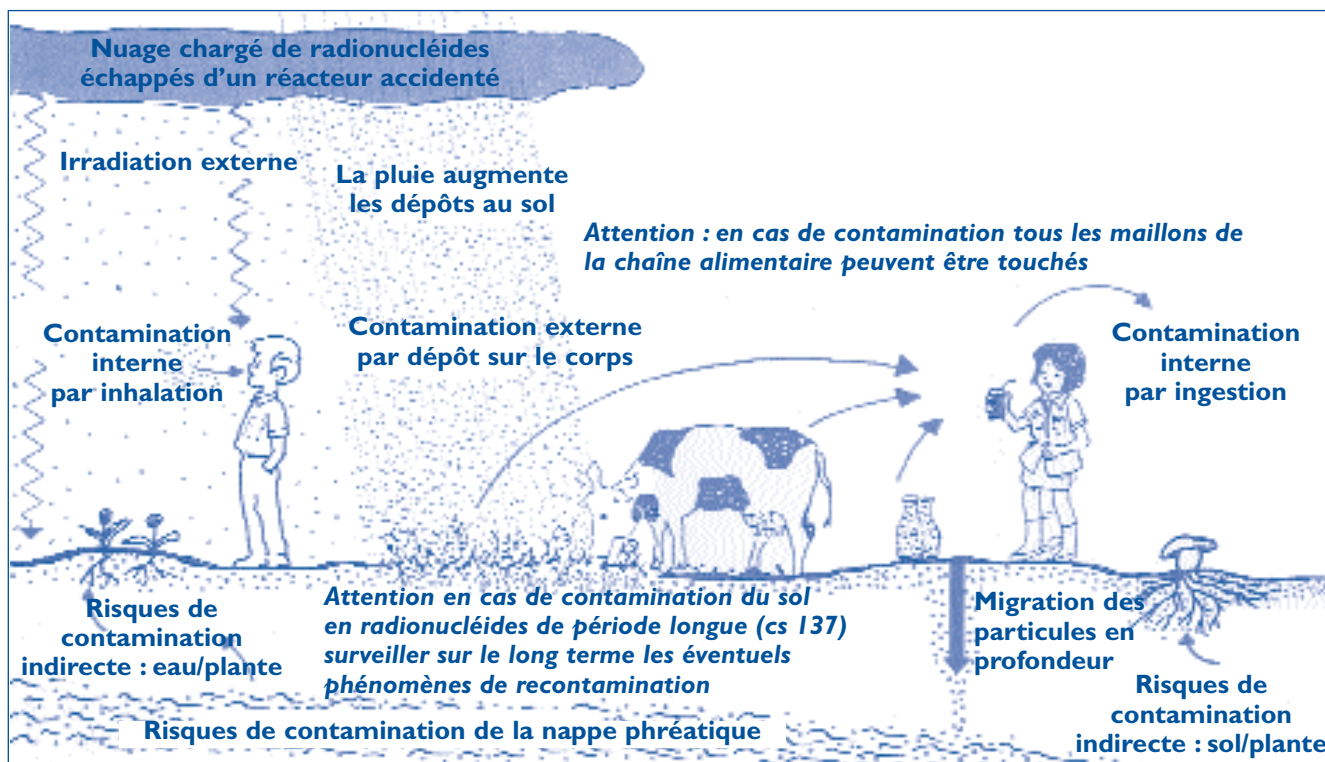 Nuage chargé de radionucléides
échappés d'un réacteur accidenté
Irradiation externe
La pluie augmente
les dépôts au sol
Attention : en cas de contamination tous les maillons de
la chaîne alimentaire peuvent être touchés
Contamination
interne
par inhalation
Contamination externe
par dépôt sur le corps
Contamination
interne
par ingestion
Risques de
contamination
indirecte : eau/plante
Attention en cas de contamination du sol
en radionucléides de période longue (cs 137)
surveiller sur le long terme les éventuels
phénomènes de recontamination
Migration des
particules en
profondeur
Risques de
contamination
indirecte : sol/plante
Risques de contamination de la nappe phréatique